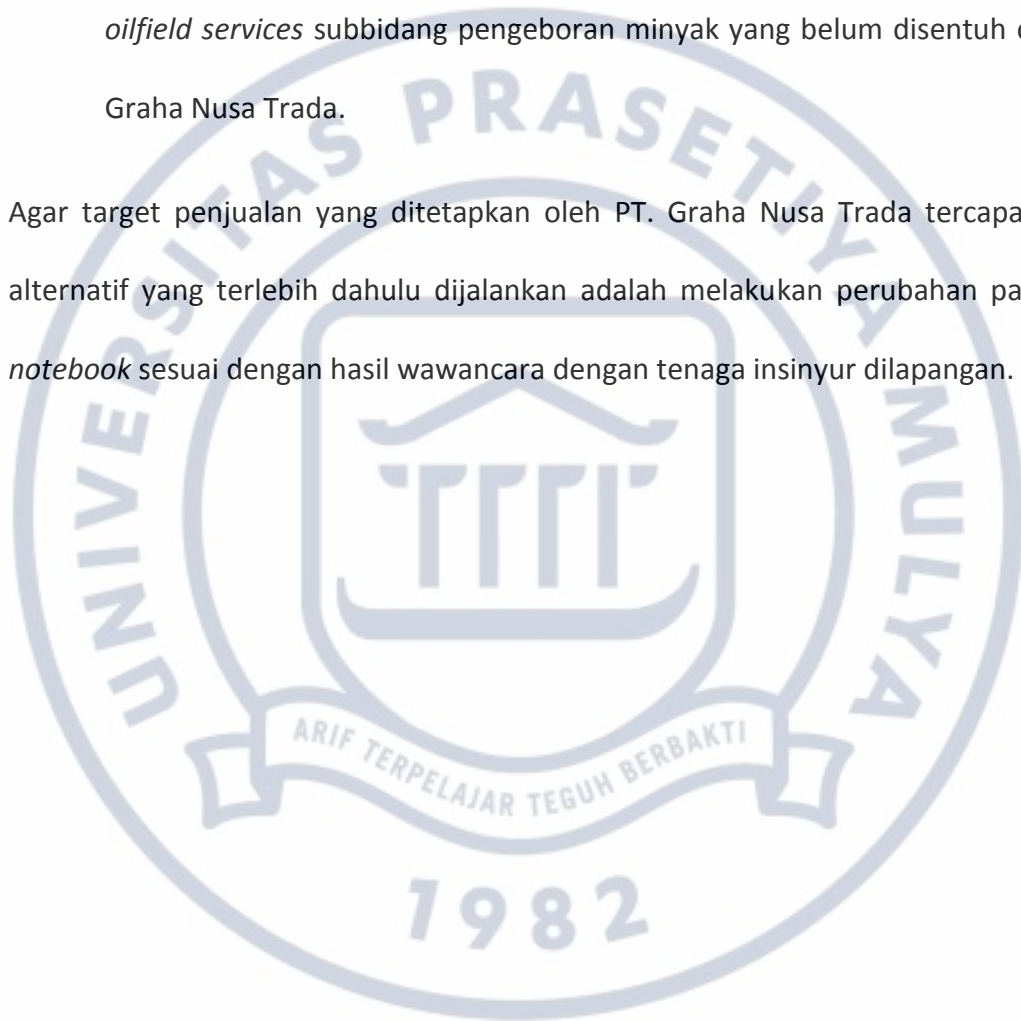 oilfield services subbidang pengeboran minyak yang belum disentuh
Graha Nusa Trada.
Agar target penjualan yang ditetapkan oleh PT. Graha Nusa Trada
alternatif yang terlebih dahulu dijalankan adalah melakukan perubahan
notebook sesuai dengan hasil wawancara dengan tenaga insinyur dilapangan.
UNIVERSITAS PRASETIYA MULYA
ARIF TERPELAJAR TEGUH BERBAKTI
1982